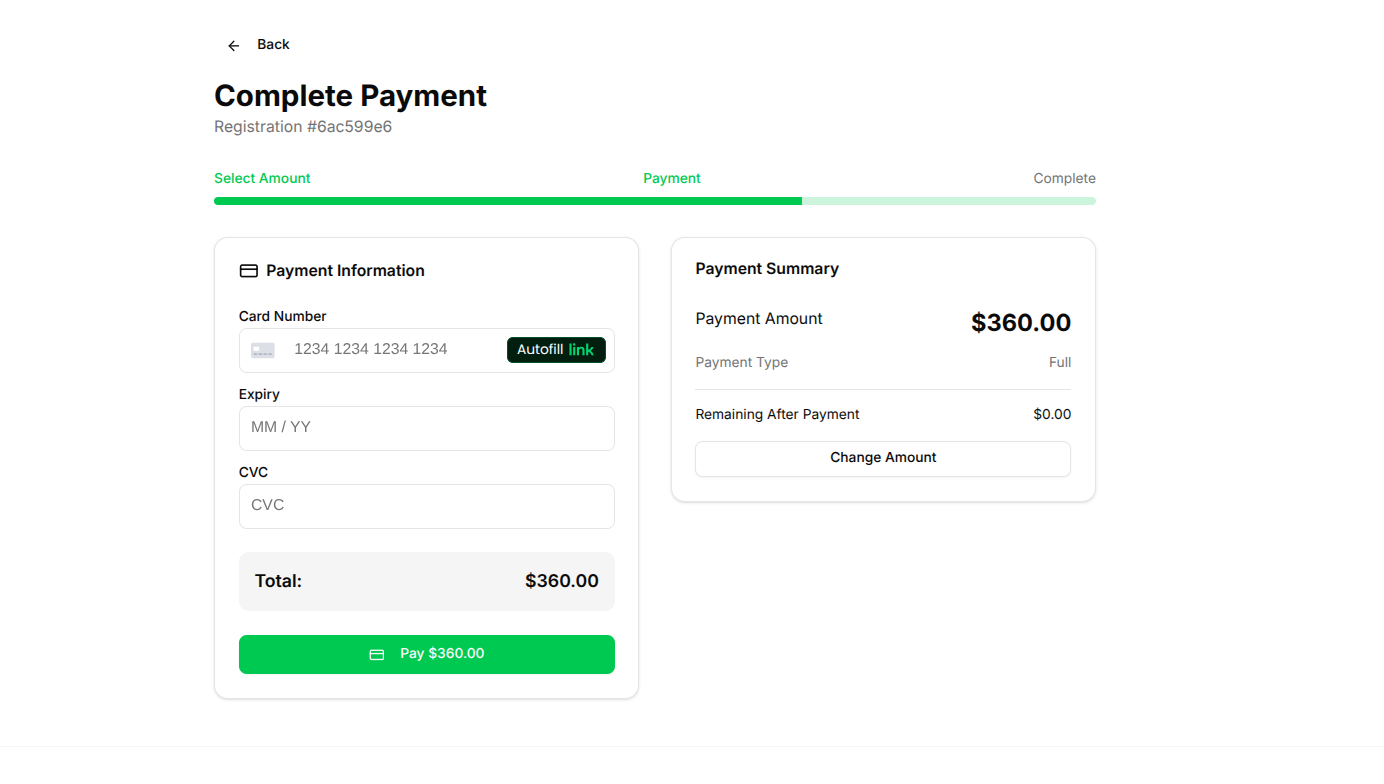 Back
Complete Payment
Registration #6ac599e6
Select Amount Payment Complete
Payment Information
Card Number
1234 1234 1234 1234 Autofill link
Expiry
MM / YY
CVC
CVC
Total: $360.00
Pay $360.00
Payment Summary
Payment Amount $360.00
Payment Type Full
Remaining After Payment $0.00
Change Amount